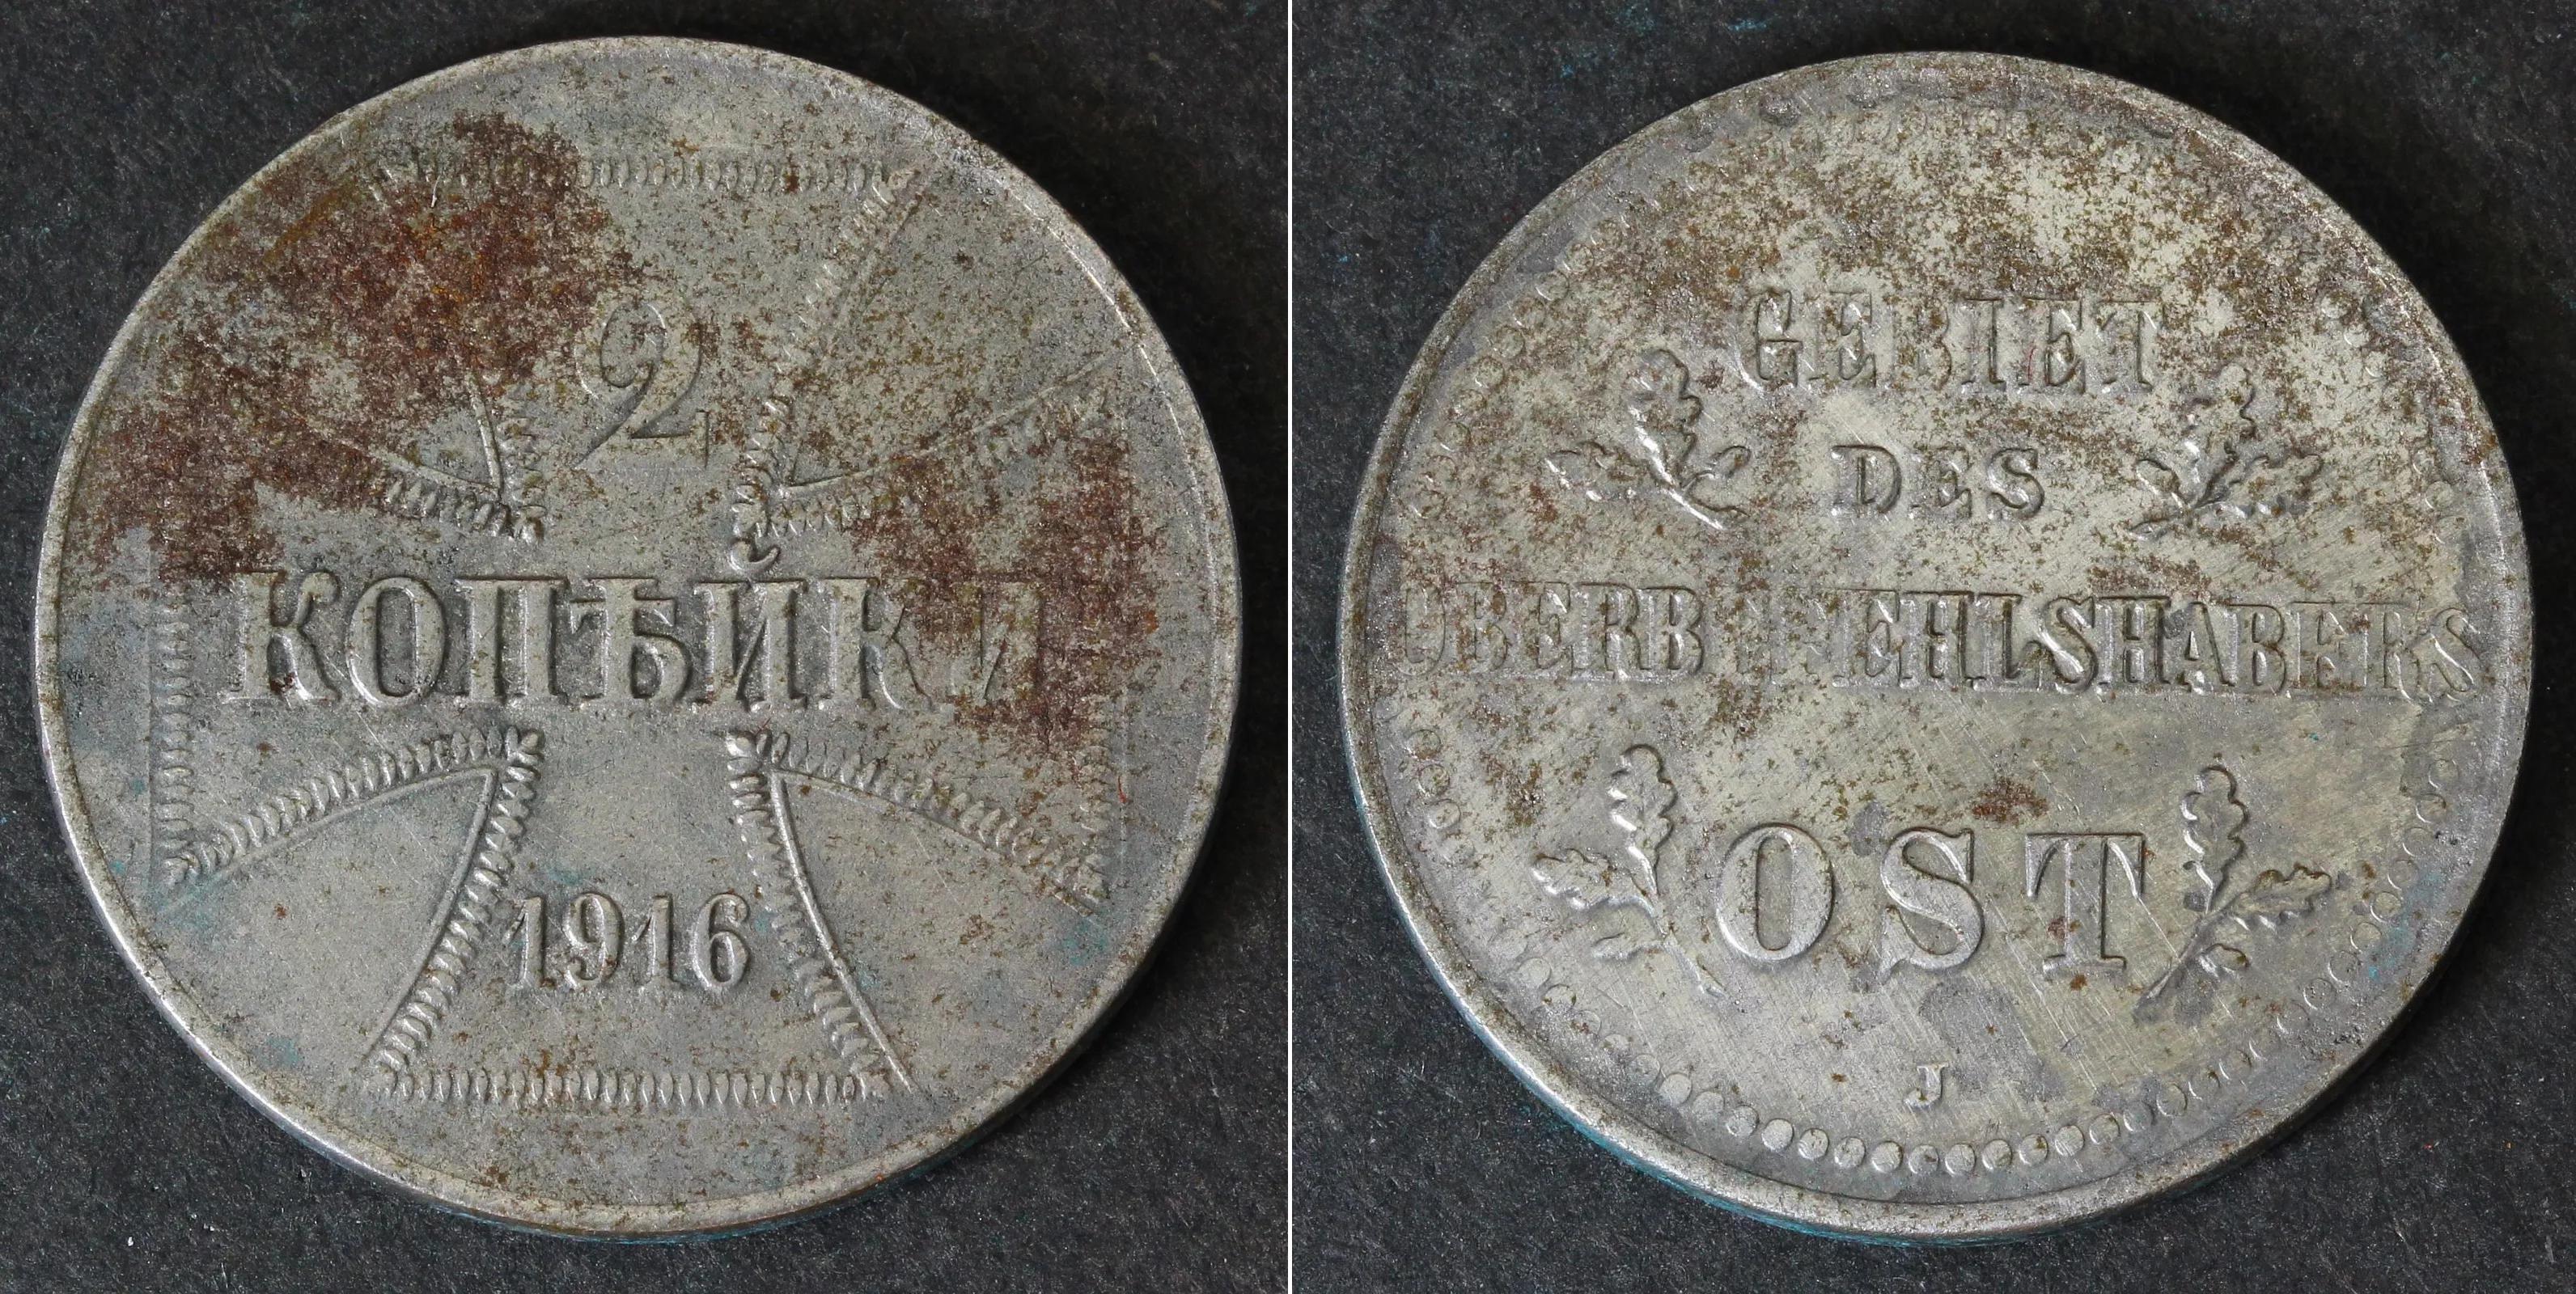 2
КОПѢЙКИ
1916
GEBIET
DES
OBERBEFEHLSHABERS
OST
J